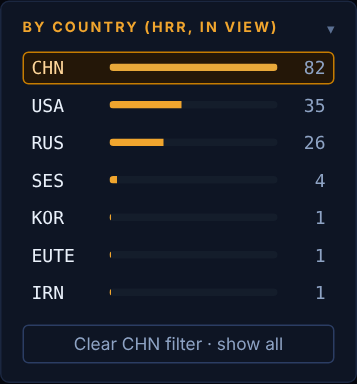 BY COUNTRY (HRR, IN VIEW) ▼
CHN 82
USA 35
RUS 26
SES 4
KOR 1
EUTE 1
IRN 1
Clear CHN filter · show all